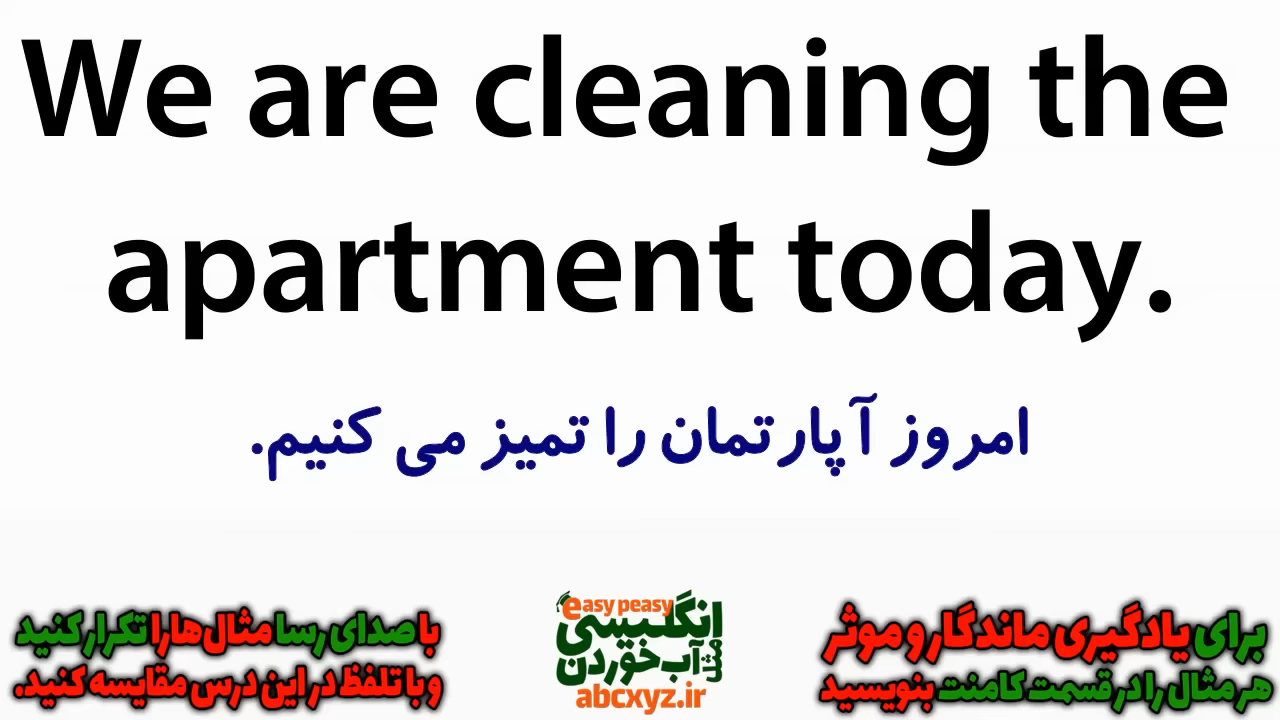 We are cleaning the
apartment today.
امروز آپارتمان را تمیز می کنیم.
برای یادگیری ماندگار و موثر
هر مثال را در قسمت کامنت بنویسید
easy peasy
انگلیسی
مثل آب خوردن
abcxyz.ir
با صدای رسا مثال‌ها را تکرار کنید
و با تلفظ در این درس مقایسه کنید.